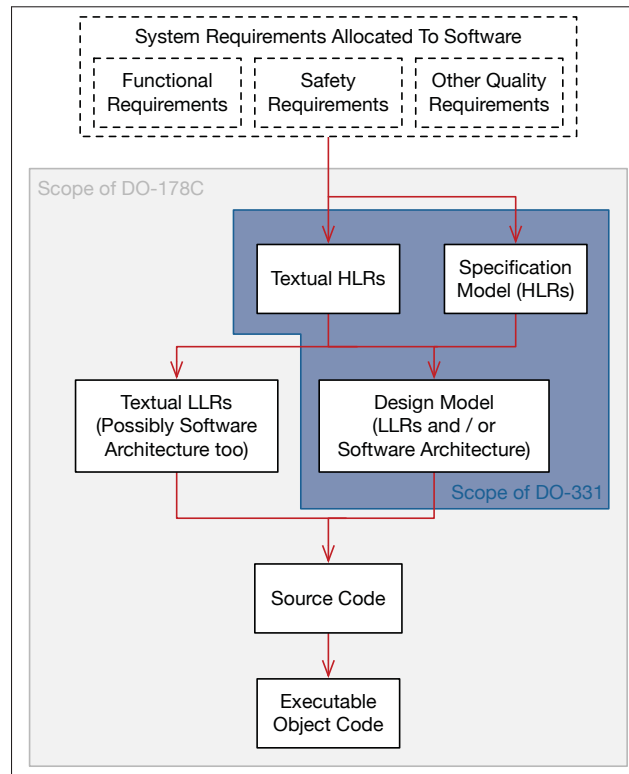 System Requirements Allocated To Software
Functional
Requirements
Safety
Requirements
Other Quality
Requirements
Scope of DO-178C
Textual HLRs
Specification
Model (HLRs)
Textual LLRs
(Possibly Software
Architecture too)
Design Model
(LLRs and / or
Software Architecture)
Scope of DO-331
Source Code
Executable
Object Code